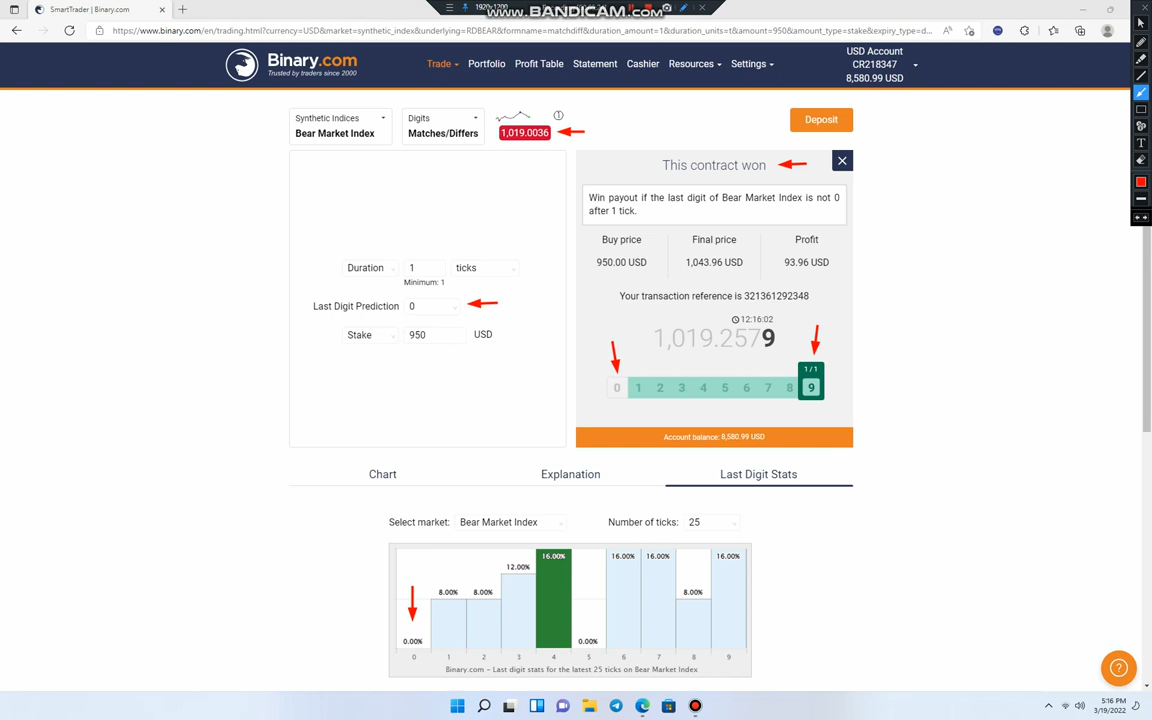 SmartTrader | Binary.com
www.BANDICAM.com
https://www.binary.com/en/trading.html?currency=USD&market=synthetic_index&underlying=RDBEAR&formname=matchdiff&duration_amount=1&duration_units=t&amount=950&amount_type=stake&expiry_type=d...
Binary.com
Trusted by traders since 2000
Trade Portfolio Profit Table Statement Cashier Resources Settings
USD Account
CR218347
8,580.99 USD
Synthetic Indices
Bear Market Index
Digits
Matches/Differs
1,019.0036
Deposit
This contract won
Win payout if the last digit of Bear Market Index is not 0
after 1 tick.
Buy price Final price Profit
950.00 USD 1,043.96 USD 93.96 USD
Duration 1 ticks
Minimum: 1
Last Digit Prediction 0
Stake 950 USD
Your transaction reference is 321361292348
12:16:02
1,019.2579
1 / 1
0 1 2 3 4 5 6 7 8 9
Account balance: 8,580.99 USD
Chart Explanation Last Digit Stats
Select market: Bear Market Index Number of ticks: 25
0.00% 8.00% 8.00% 12.00% 16.00% 0.00% 16.00% 16.00% 8.00% 16.00%
0 1 2 3 4 5 6 7 8 9
Binary.com - Last digit stats for the latest 25 ticks on Bear Market Index
5:16 PM
3/19/2022